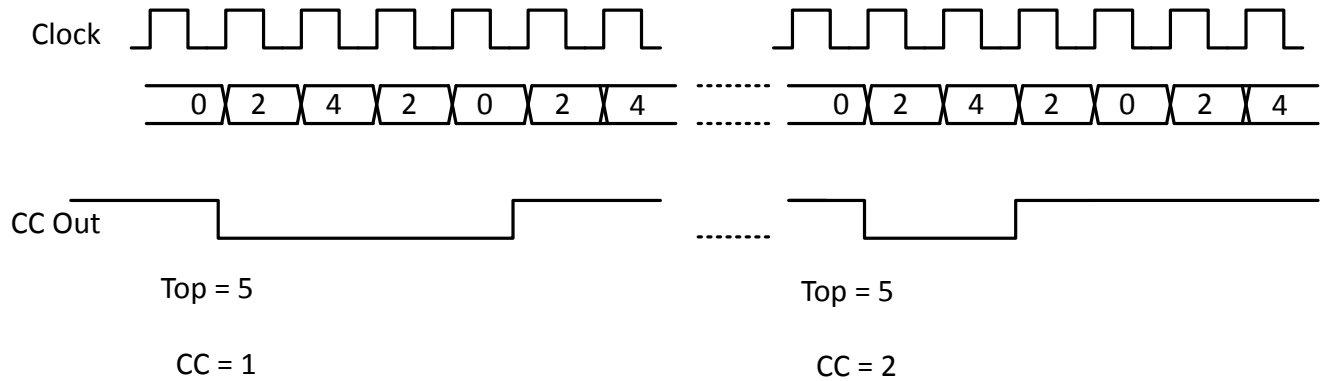 Clock
0 2 4 2 0 2 4 0 2 4 2 0 2 4
CC Out
Top = 5 Top = 5
CC = 1 CC = 2